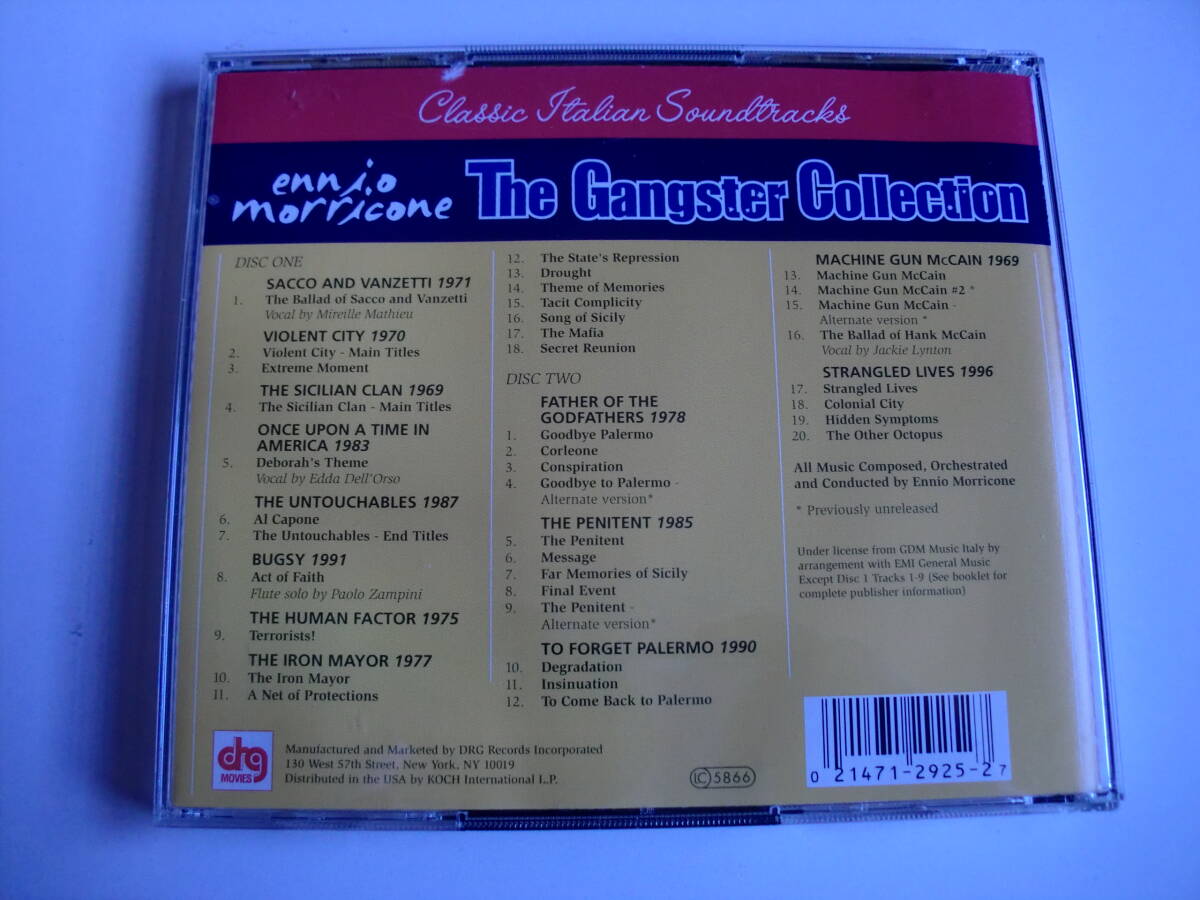 Classic Italian Soundtracks
ennio morricone The Gangster Collection
DISC ONE
SACCO AND VANZETTI 1971
1. The Ballad of Sacco and Vanzetti
Vocal by Mireille Mathieu
VIOLENT CITY 1970
2. Violent City - Main Titles
3. Extreme Moment
THE SICILIAN CLAN 1969
4. The Sicilian Clan - Main Titles
ONCE UPON A TIME IN
AMERICA 1983
5. Deborah's Theme
Vocal by Edda Dell'Orso
THE UNTOUCHABLES 1987
6. Al Capone
7. The Untouchables - End Titles
BUGSY 1991
8. Act of Faith
Flute solo by Paolo Zampini
THE HUMAN FACTOR 1975
9. Terrorists!
THE IRON MAYOR 1977
10. The Iron Mayor
11. A Net of Protections
12. The State's Repression
13. Drought
14. Theme of Memories
15. Tacit Complicity
16. Song of Sicily
17. The Mafia
18. Secret Reunion
DISC TWO
FATHER OF THE
GODFATHERS 1978
1. Goodbye Palermo
2. Corleone
3. Conspiration
4. Goodbye to Palermo -
Alternate version*
THE PENITENT 1985
5. The Penitent
6. Message
7. Far Memories of Sicily
8. Final Event
9. The Penitent -
Alternate version*
TO FORGET PALERMO 1990
10. Degradation
11. Insinuation
12. To Come Back to Palermo
MACHINE GUN McCAIN 1969
13. Machine Gun McCain
14. Machine Gun McCain #2 *
15. Machine Gun McCain -
Alternate version *
16. The Ballad of Hank McCain
Vocal by Jackie Lynton
STRANGLED LIVES 1996
17. Strangled Lives
18. Colonial City
19. Hidden Symptoms
20. The Other Octopus
All Music Composed, Orchestrated
and Conducted by Ennio Morricone
* Previously unreleased
Under license from GDM Music Italy by
arrangement with EMI General Music
Except Disc 1 Tracks 1-9 (See booklet for
complete publisher information)
drg
MOVIES
Manufactured and Marketed by DRG Records Incorporated
130 West 57th Street, New York, NY 10019
Distributed in the USA by KOCH International L.P.
LC 5866
0 21471-2925-2 7